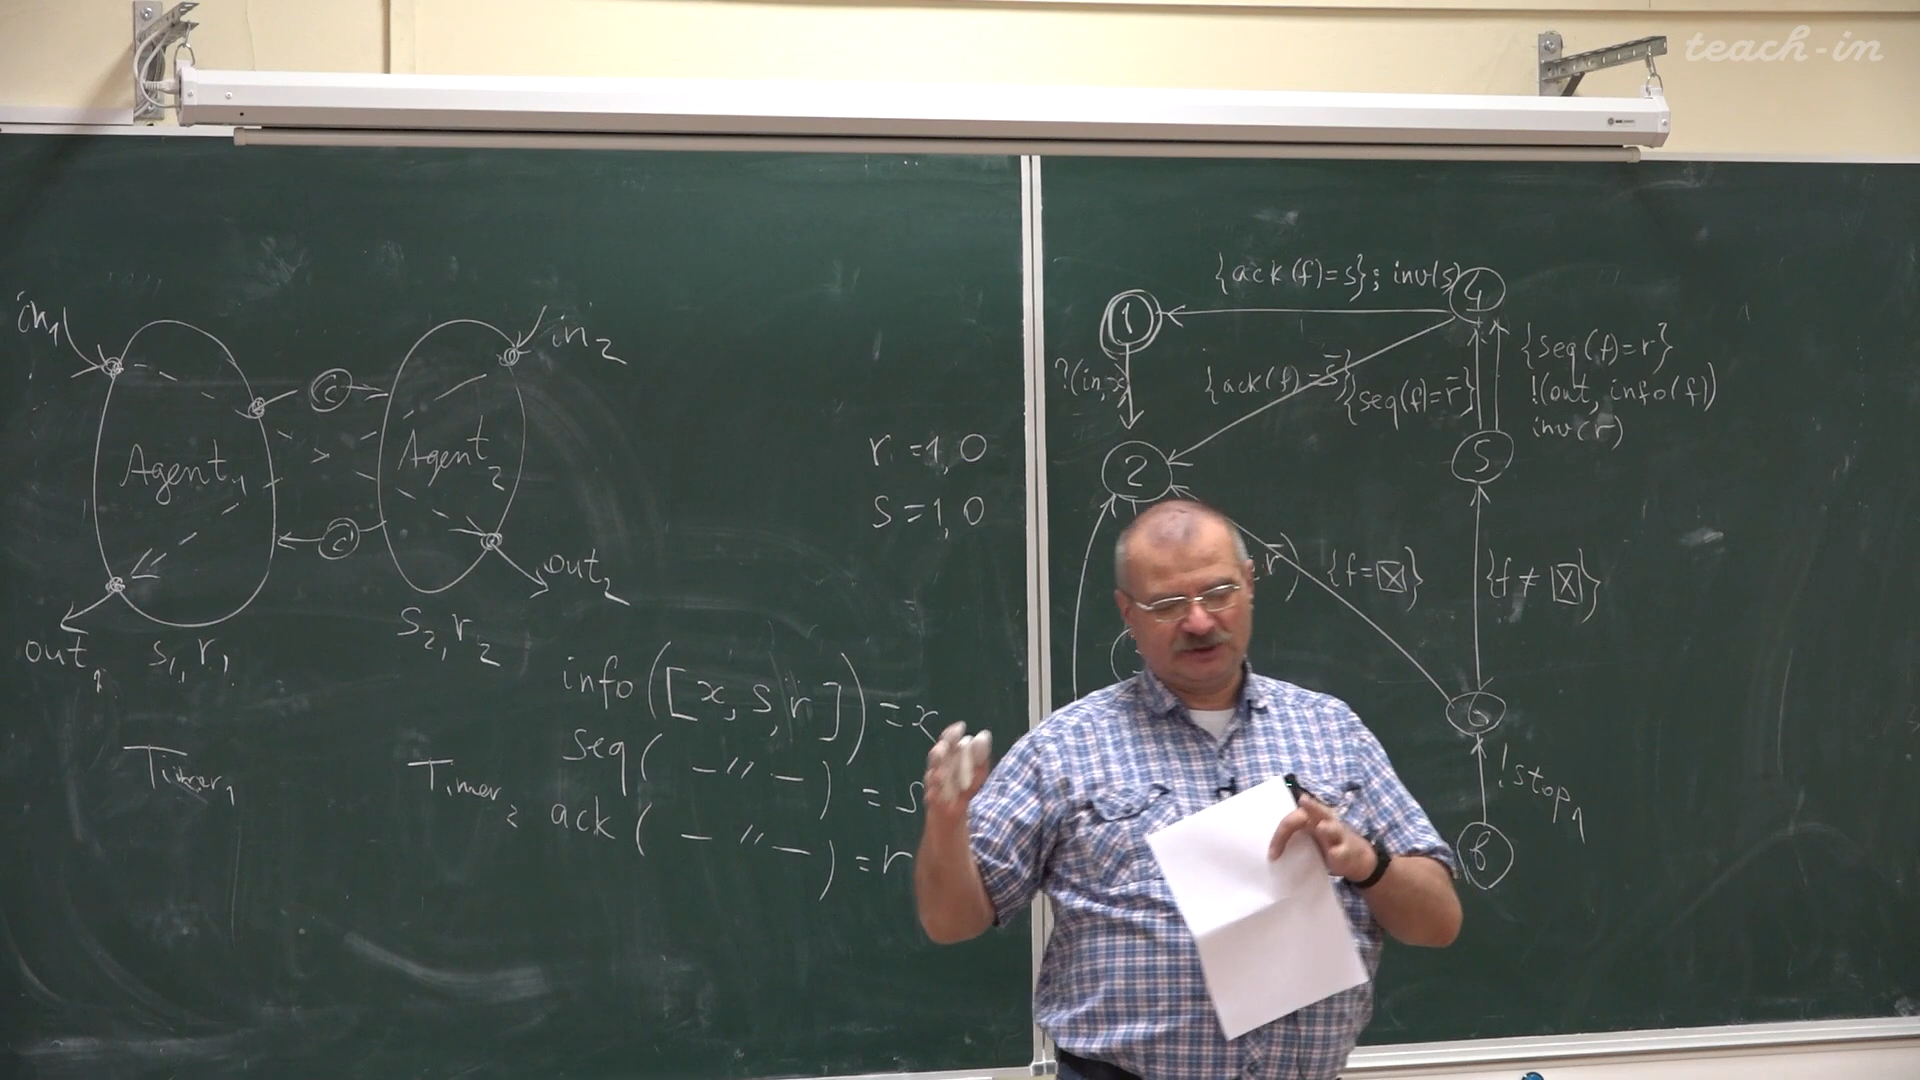 teach-in
in₁
C
in₂
Agent₁
Agent₂
C'
out₂
out₁
s₁, r₁
s₂, r₂
Timer₁
Timer₂
r = 1, 0
s = 1, 0
info([x, s, r]) = x
seq( –〃– ) = s
ack( –〃– ) = r
{ack(f)=s}; inv(s)
1
4
?(in, x)
{ack(f)=s̄}
{seq(f)=r̄}
{seq(f)=r}
!(out, info(f))
inv(r)
2
5
r)
{f=☒}
{f≠☒}
6
!stop₁